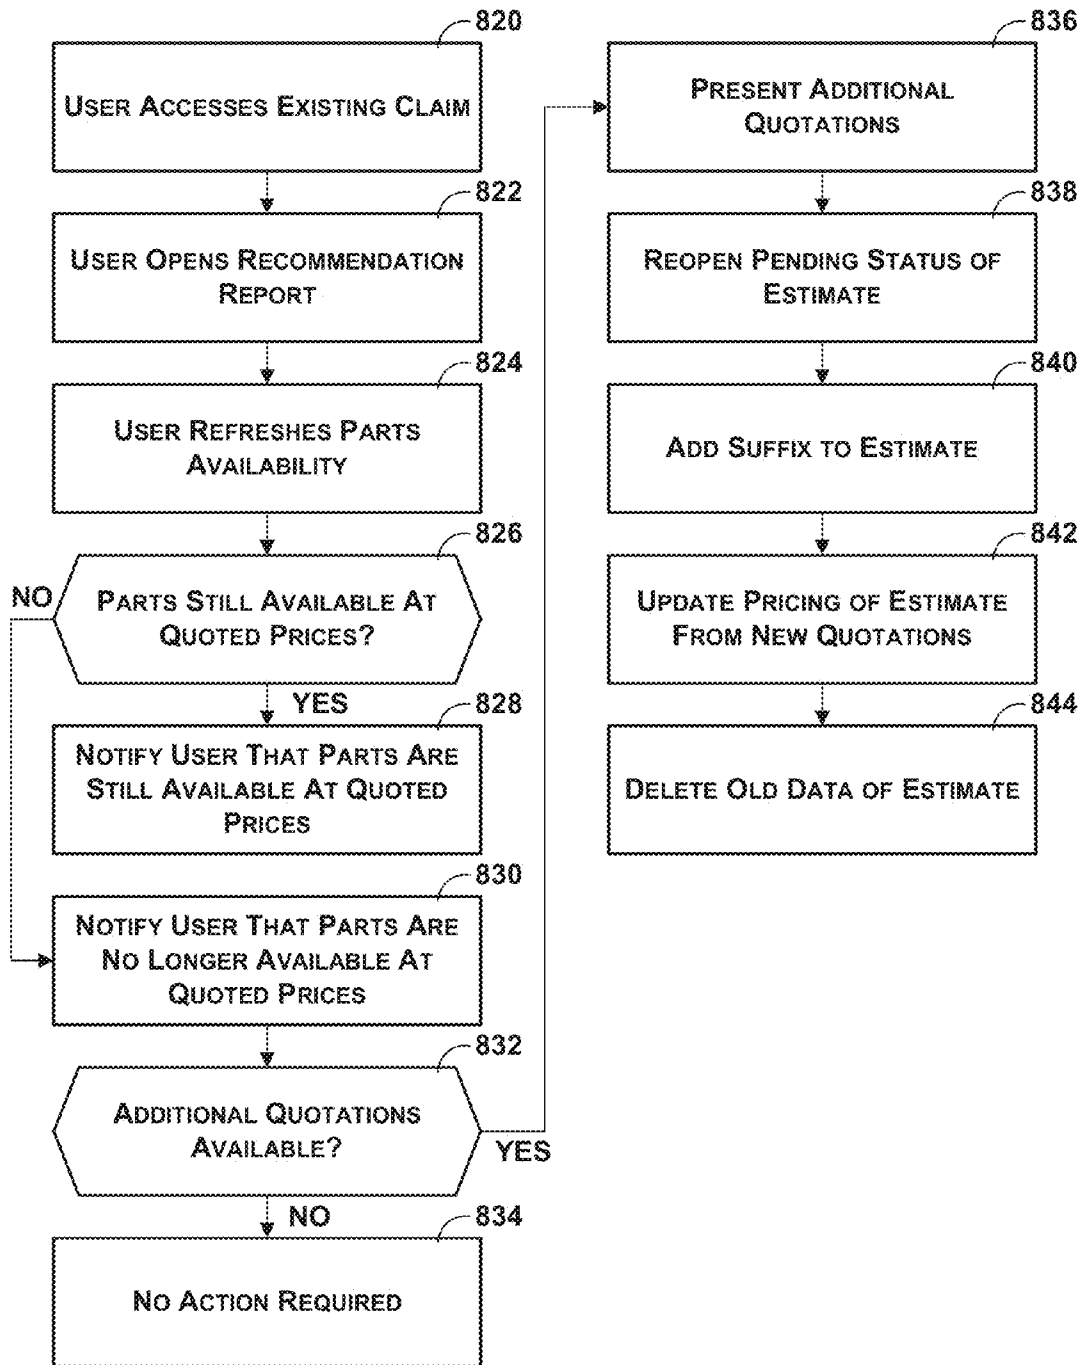 820
USER ACCESSES EXISTING CLAIM
822
USER OPENS RECOMMENDATION
REPORT
824
USER REFRESHES PARTS
AVAILABILITY
826
NO
PARTS STILL AVAILABLE AT
QUOTED PRICES?
YES
828
NOTIFY USER THAT PARTS ARE
STILL AVAILABLE AT QUOTED
PRICES
830
NOTIFY USER THAT PARTS ARE
NO LONGER AVAILABLE AT
QUOTED PRICES
832
ADDITIONAL QUOTATIONS
AVAILABLE?
YES
NO
834
NO ACTION REQUIRED
836
PRESENT ADDITIONAL
QUOTATIONS
838
REOPEN PENDING STATUS OF
ESTIMATE
840
ADD SUFFIX TO ESTIMATE
842
UPDATE PRICING OF ESTIMATE
FROM NEW QUOTATIONS
844
DELETE OLD DATA OF ESTIMATE